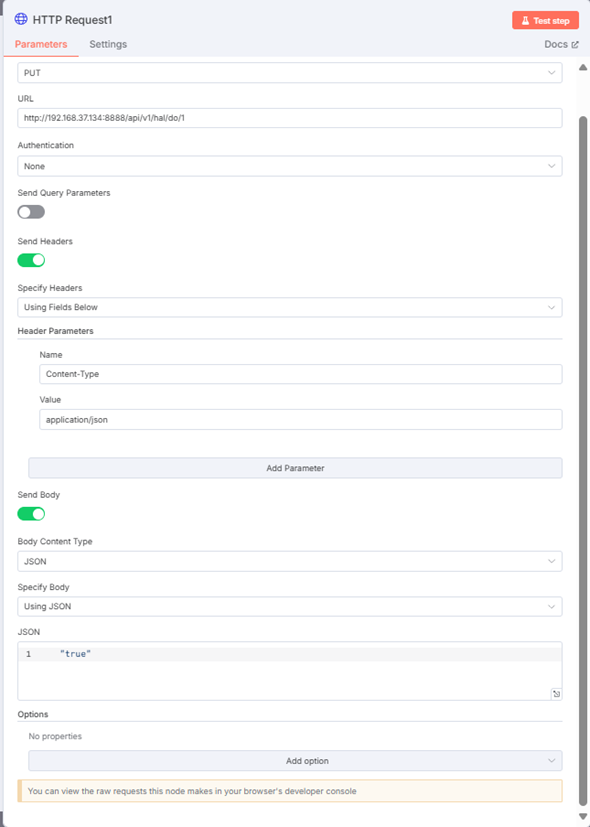 HTTP Request1
Test step
Parameters Settings Docs
PUT
URL
http://192.168.37.134:8888/api/v1/hal/do/1
Authentication
None
Send Query Parameters
Send Headers
Specify Headers
Using Fields Below
Header Parameters
Name
Content-Type
Value
application/json
Add Parameter
Send Body
Body Content Type
JSON
Specify Body
Using JSON
JSON
1 "true"
Options
No properties
Add option
You can view the raw requests this node makes in your browser's developer console